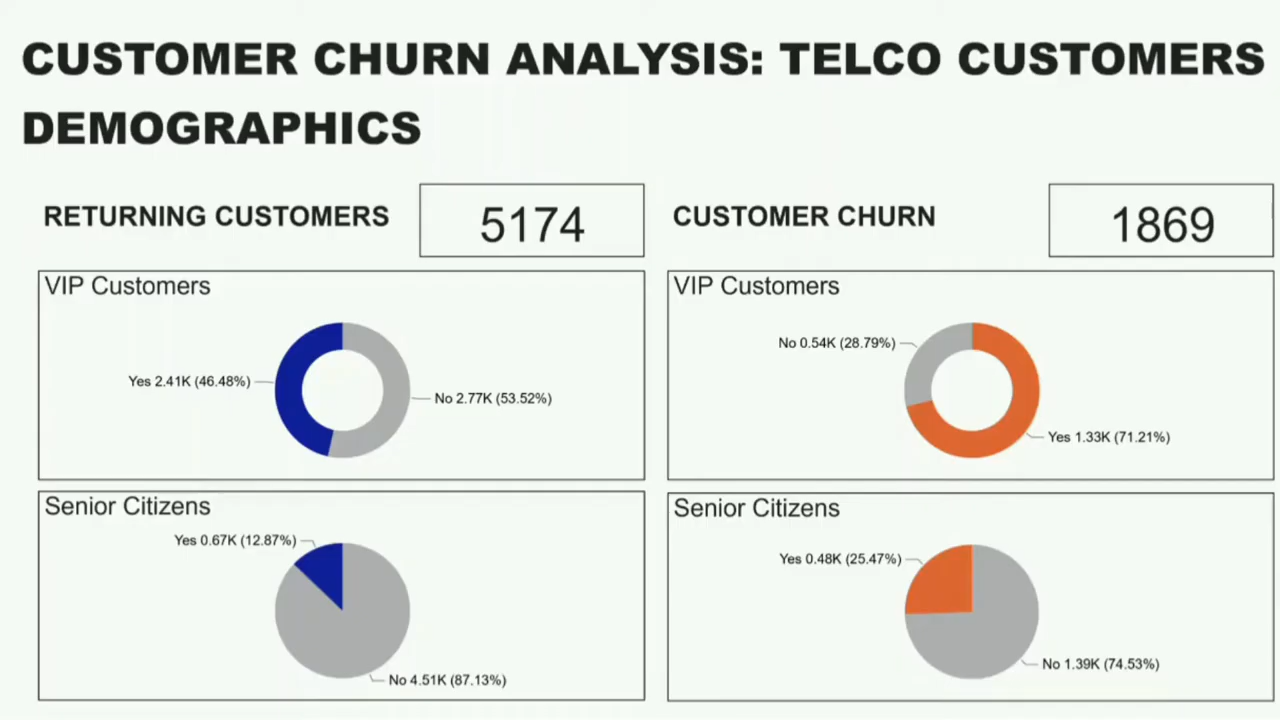 CUSTOMER CHURN ANALYSIS: TELCO CUSTOMERS
DEMOGRAPHICS
RETURNING CUSTOMERS
5174
CUSTOMER CHURN
1869
VIP Customers
Yes 2.41K (46.48%)
No 2.77K (53.52%)
VIP Customers
No 0.54K (28.79%)
Yes 1.33K (71.21%)
Senior Citizens
Yes 0.67K (12.87%)
No 4.51K (87.13%)
Senior Citizens
Yes 0.48K (25.47%)
No 1.39K (74.53%)